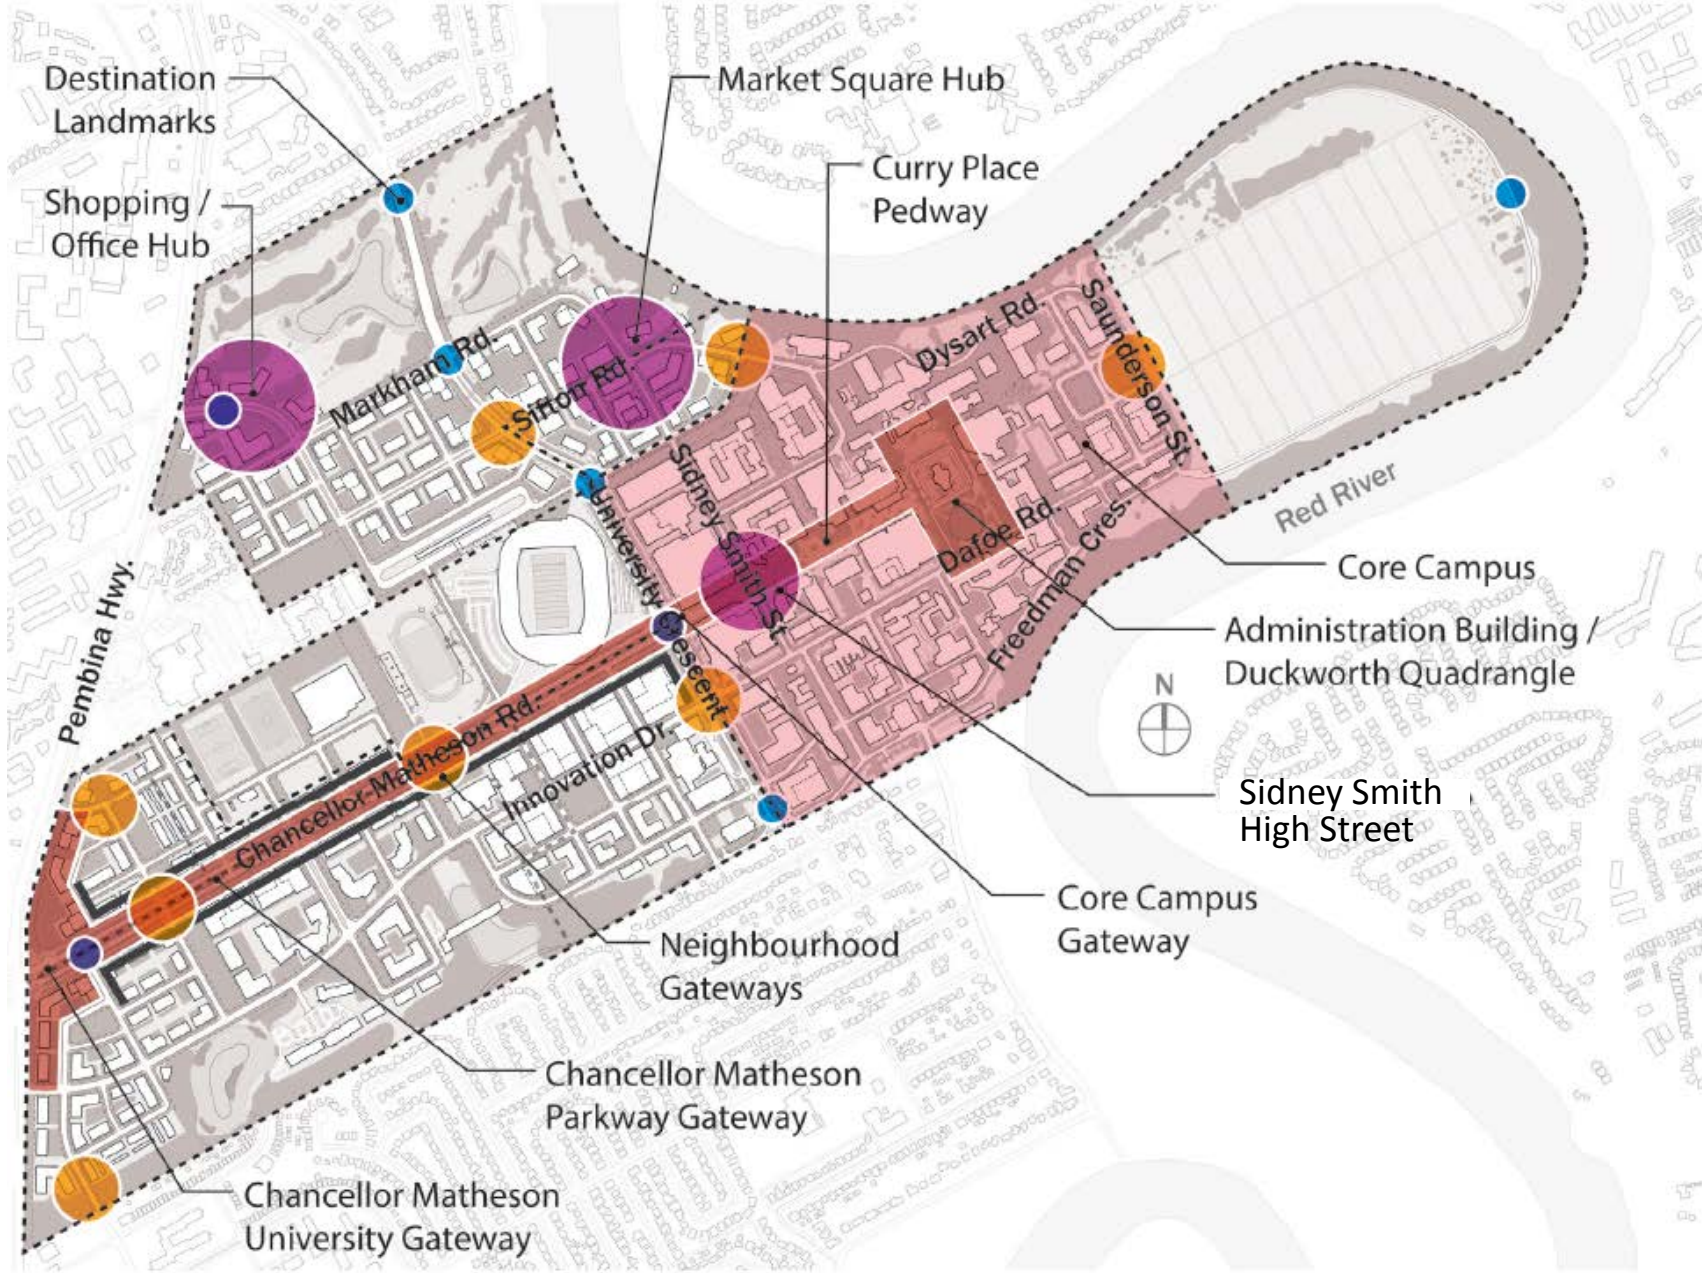 Destination
Landmarks
Market Square Hub
Curry Place
Pedway
Shopping /
Office Hub
Markham Rd.
Sifton Rd.
Dysart Rd.
Saunderson St.
Sidney Smith St
University Crescent
Dafoe Rd.
Freedman Cres.
Red River
Core Campus
Administration Building /
Duckworth Quadrangle
N
Pembina Hwy.
Chancellor-Matheson Rd.
Innovation Dr.
Sidney Smith
High Street
Core Campus
Gateway
Neighbourhood
Gateways
Chancellor Matheson
Parkway Gateway
Chancellor Matheson
University Gateway